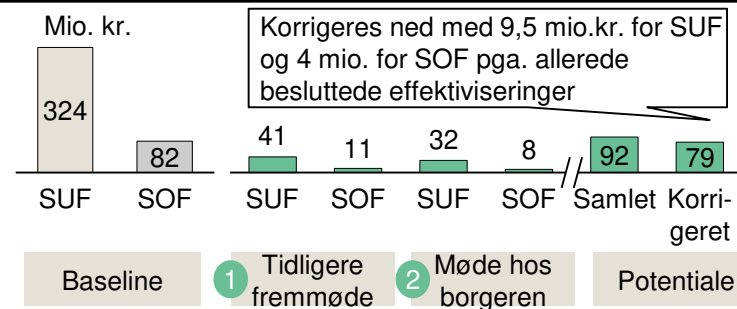 Mio. kr.
Korrigeres ned med 9,5 mio.kr. for SUF
og 4 mio. for SOF pga. allerede
besluttede effektiviseringer
324
82
41
11
32
8
92
79
SUF SOF SUF SOF SUF SOF Samlet Korri-
geret
Baseline
1 Tidligere
fremmøde
2 Møde hos
borgeren
Potentiale